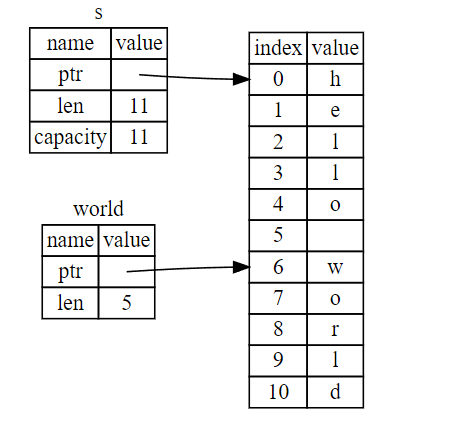 s
name value
ptr
len 11
capacity 11
world
name value
ptr
len 5
index value
0 h
1 e
2 l
3 l
4 o
5
6 w
7 o
8 r
9 l
10 d